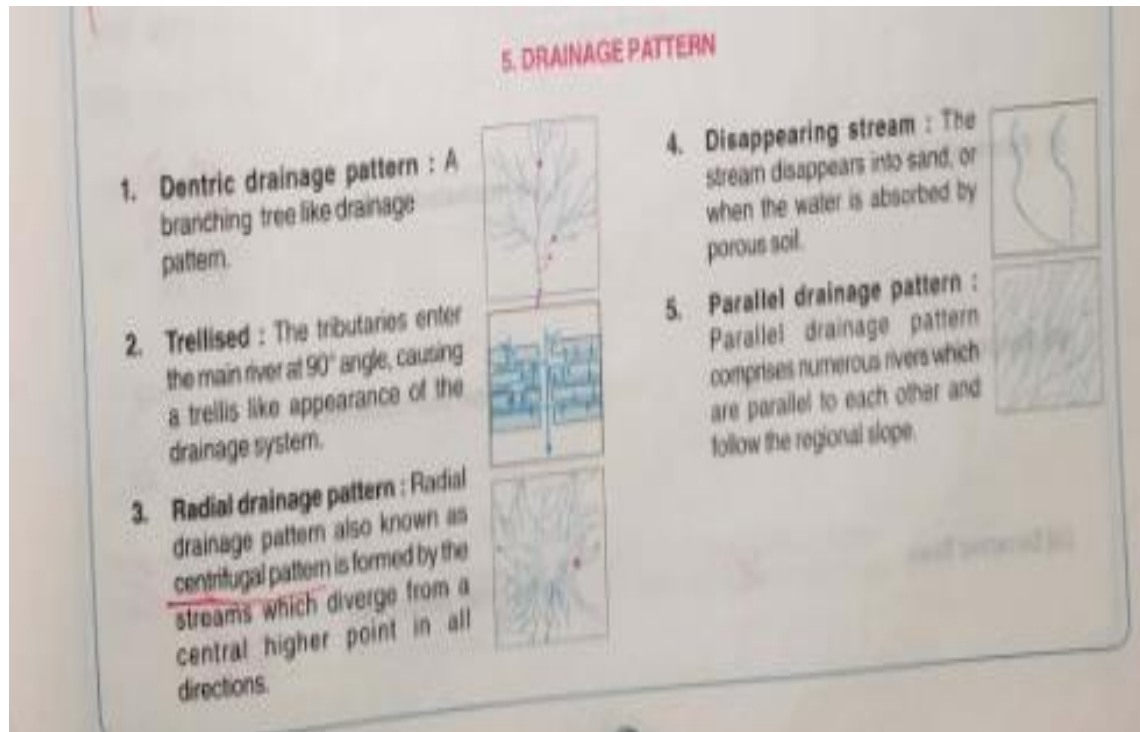 5. DRAINAGE PATTERN
1. Dentric drainage pattern : A
branching tree like drainage
pattern.
2. Trellised : The tributaries enter
the main river at 90° angle, causing
a trellis like appearance of the
drainage system.
3. Radial drainage pattern : Radial
drainage pattern also known as
centrifugal pattern is formed by the
streams which diverge from a
central higher point in all
directions.
4. Disappearing stream : The
stream disappears into sand, or
when the water is absorbed by
porous soil.
5. Parallel drainage pattern :
Parallel drainage pattern
comprises numerous rivers which
are parallel to each other and
follow the regional slope.